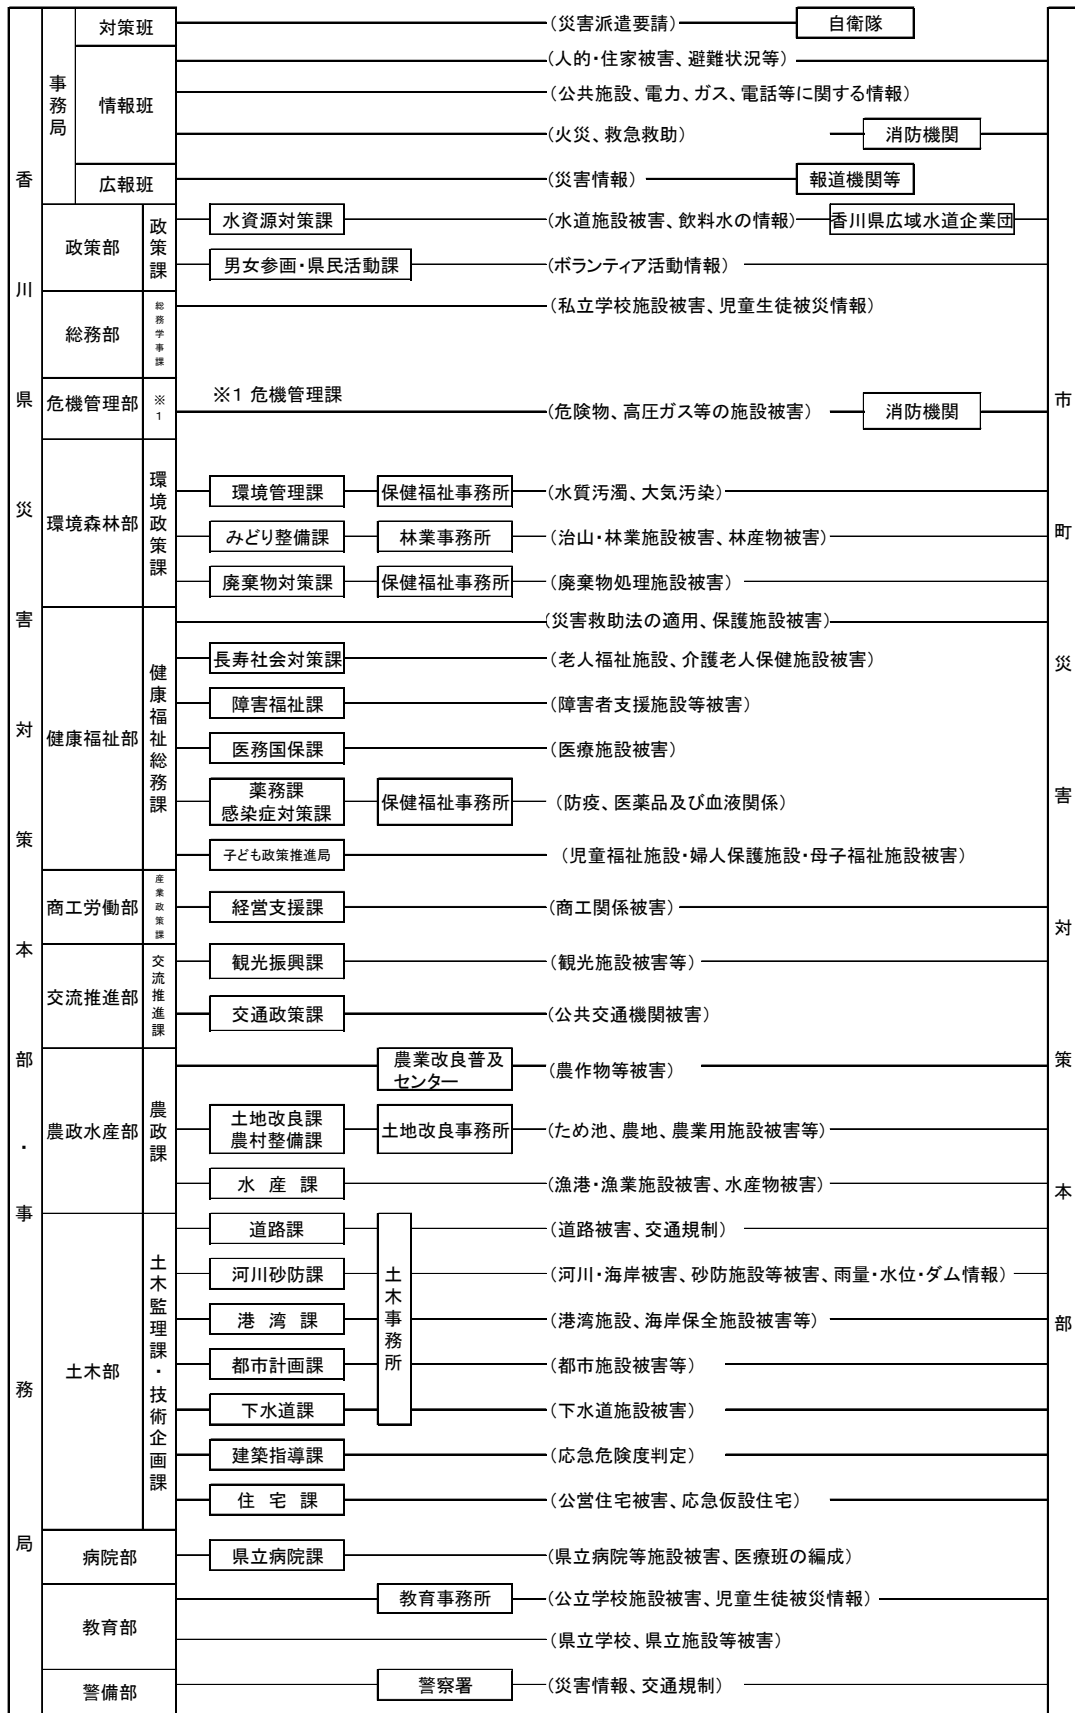 香川県災害対策本部・事務局
事務局
対策班
(災害派遣要請)
自衛隊
情報班
(人的・住家被害、避難状況等)
(公共施設、電力、ガス、電話等に関する情報)
(火災、救急救助)
消防機関
広報班
(災害情報)
報道機関等
政策部
政策課
水資源対策課
(水道施設被害、飲料水の情報)
香川県広域水道企業団
男女参画・県民活動課
(ボランティア活動情報)
総務部
総務学事課
(私立学校施設被害、児童生徒被災情報)
危機管理部
※1
※1 危機管理課
(危険物、高圧ガス等の施設被害)
消防機関
環境森林部
環境政策課
環境管理課
保健福祉事務所
(水質汚濁、大気汚染)
みどり整備課
林業事務所
(治山・林業施設被害、林産物被害)
廃棄物対策課
保健福祉事務所
(廃棄物処理施設被害)
健康福祉部
健康福祉総務課
(災害救助法の適用、保護施設被害)
長寿社会対策課
(老人福祉施設、介護老人保健施設被害)
障害福祉課
(障害者支援施設等被害)
医務国保課
(医療施設被害)
薬務課
感染症対策課
保健福祉事務所
(防疫、医薬品及び血液関係)
子ども政策推進局
(児童福祉施設・婦人保護施設・母子福祉施設被害)
商工労働部
産業政策課
経営支援課
(商工関係被害)
交流推進部
交流推進課
観光振興課
(観光施設被害等)
交通政策課
(公共交通機関被害)
農政水産部
農政課
農業改良普及
センター
(農作物等被害)
土地改良課
農村整備課
土地改良事務所
(ため池、農地、農業用施設被害等)
水 産 課
(漁港・漁業施設被害、水産物被害)
土木部
土木監理課・技術企画課
道路課
土木事務所
(道路被害、交通規制)
河川砂防課
(河川・海岸被害、砂防施設等被害、雨量・水位・ダム情報)
港 湾 課
(港湾施設、海岸保全施設被害等)
都市計画課
(都市施設被害等)
下水道課
(下水道施設被害)
建築指導課
(応急危険度判定)
住 宅 課
(公営住宅被害、応急仮設住宅)
病院部
県立病院課
(県立病院等施設被害、医療班の編成)
教育部
教育事務所
(公立学校施設被害、児童生徒被災情報)
(県立学校、県立施設等被害)
警備部
警察署
(災害情報、交通規制)
市町災害対策本部